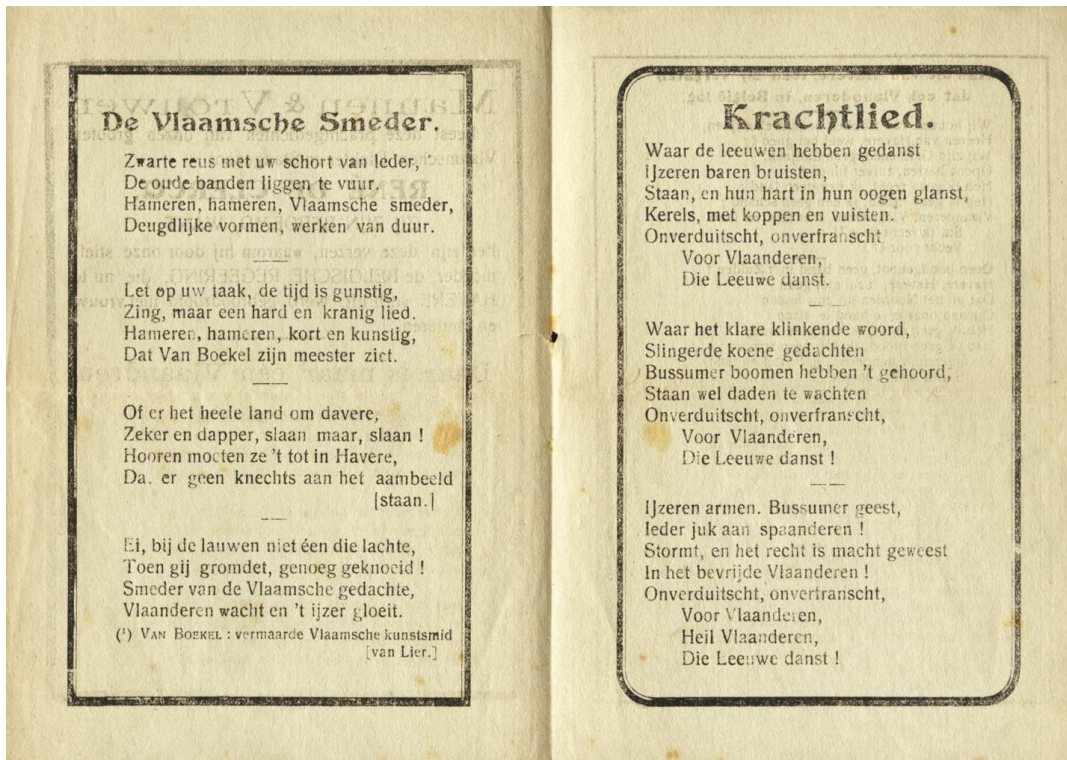 De Vlaamsche Smeder.
Zwarte reus met uw schort van leder,
De oude banden liggen te vuur.
Hameren, hameren, Vlaamsche smeder,
Deugdlijke vormen, werken van duur.
Let op uw taak, de tijd is gunstig,
Zing, maar een hard en kranig lied.
Hameren, hameren, kort en kunstig,
Dat Van Boekel zijn meester ziet.
Of er het heele land om davere,
Zeker en dapper, slaan maar, slaan !
Hooren moeten ze 't tot in Havere,
Da. er geen knechts aan het aambeeld
[staan.]
Ei, bij de lauwen niet éen die lachte,
Toen gij gromdet, genoeg geknoeid !
Smeder van de Vlaamsche gedachte,
Vlaanderen wacht en 't ijzer gloeit.
(¹) VAN BOEKEL : vermaarde Vlaamsche kunstsmid
[van Lier.]
Krachtlied.
Waar de leeuwen hebben gedanst
IJzeren baren bruisten,
Staan, en hun hart in hun oogen glanst,
Kerels, met koppen en vuisten.
Onverduitscht, onverfranscht
Voor Vlaanderen,
Die Leeuwe danst.
Waar het klare klinkende woord,
Slingerde koene gedachten
Bussumer boomen hebben 't gehoord,
Staan wel daden te wachten
Onverduitscht, onverfranscht,
Voor Vlaanderen,
Die Leeuwe danst !
IJzeren armen. Bussumer geest,
Ieder juk aan spaanderen !
Stormt, en het recht is macht geweest
In het bevrijde Vlaanderen !
Onverduitscht, onvertranscht,
Voor Vlaanderen,
Heil Vlaanderen,
Die Leeuwe danst !